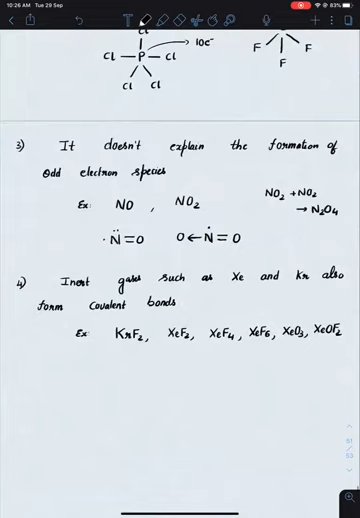 10:26 AM Tue 29 Sep
83%
Cl
Cl — P — Cl
10e⁻
Cl Cl
F F
F
3) It doesn't explain the formation of
odd electron species
Ex: NO , NO₂
NO₂ + NO₂
→ N₂O₄
·N̈ = O O ← Ṅ = O
4) Inert gases such as Xe and Kr also
form covalent bonds
Ex: KrF₂, XeF₂, XeF₄, XeF₆, XeO₃, XeOF₂
51
53